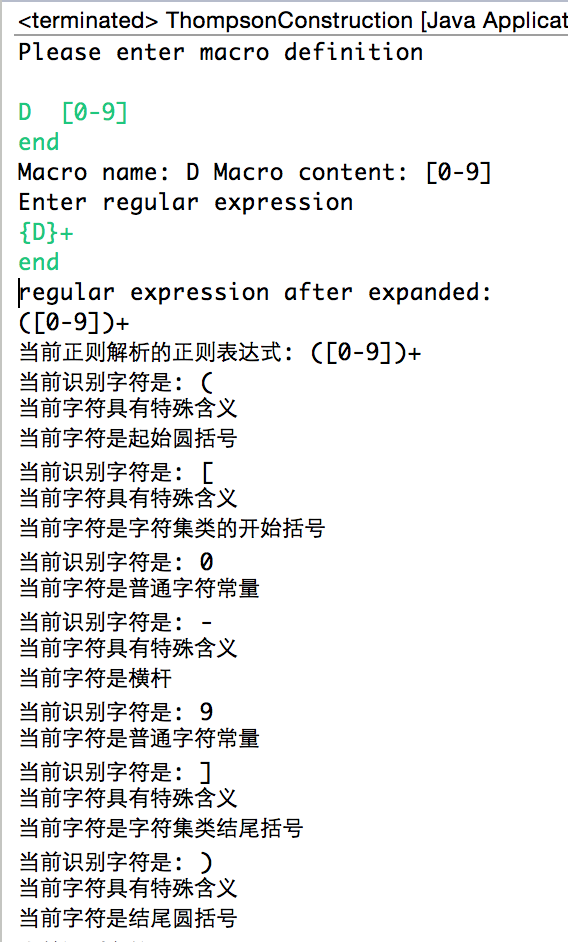 <terminated> ThompsonConstruction [Java Applicat
Please enter macro definition
D  [0-9]
end
Macro name: D Macro content: [0-9]
Enter regular expression
{D}+
end
regular expression after expanded:
([0-9])+
当前正则解析的正则表达式: ([0-9])+
当前识别字符是: (
当前字符具有特殊含义
当前字符是起始圆括号
当前识别字符是: [
当前字符具有特殊含义
当前字符是字符集类的开始括号
当前识别字符是: 0
当前字符是普通字符常量
当前识别字符是: -
当前字符具有特殊含义
当前字符是横杆
当前识别字符是: 9
当前字符是普通字符常量
当前识别字符是: ]
当前字符具有特殊含义
当前字符是字符集类结尾括号
当前识别字符是: )
当前字符具有特殊含义
当前字符是结尾圆括号